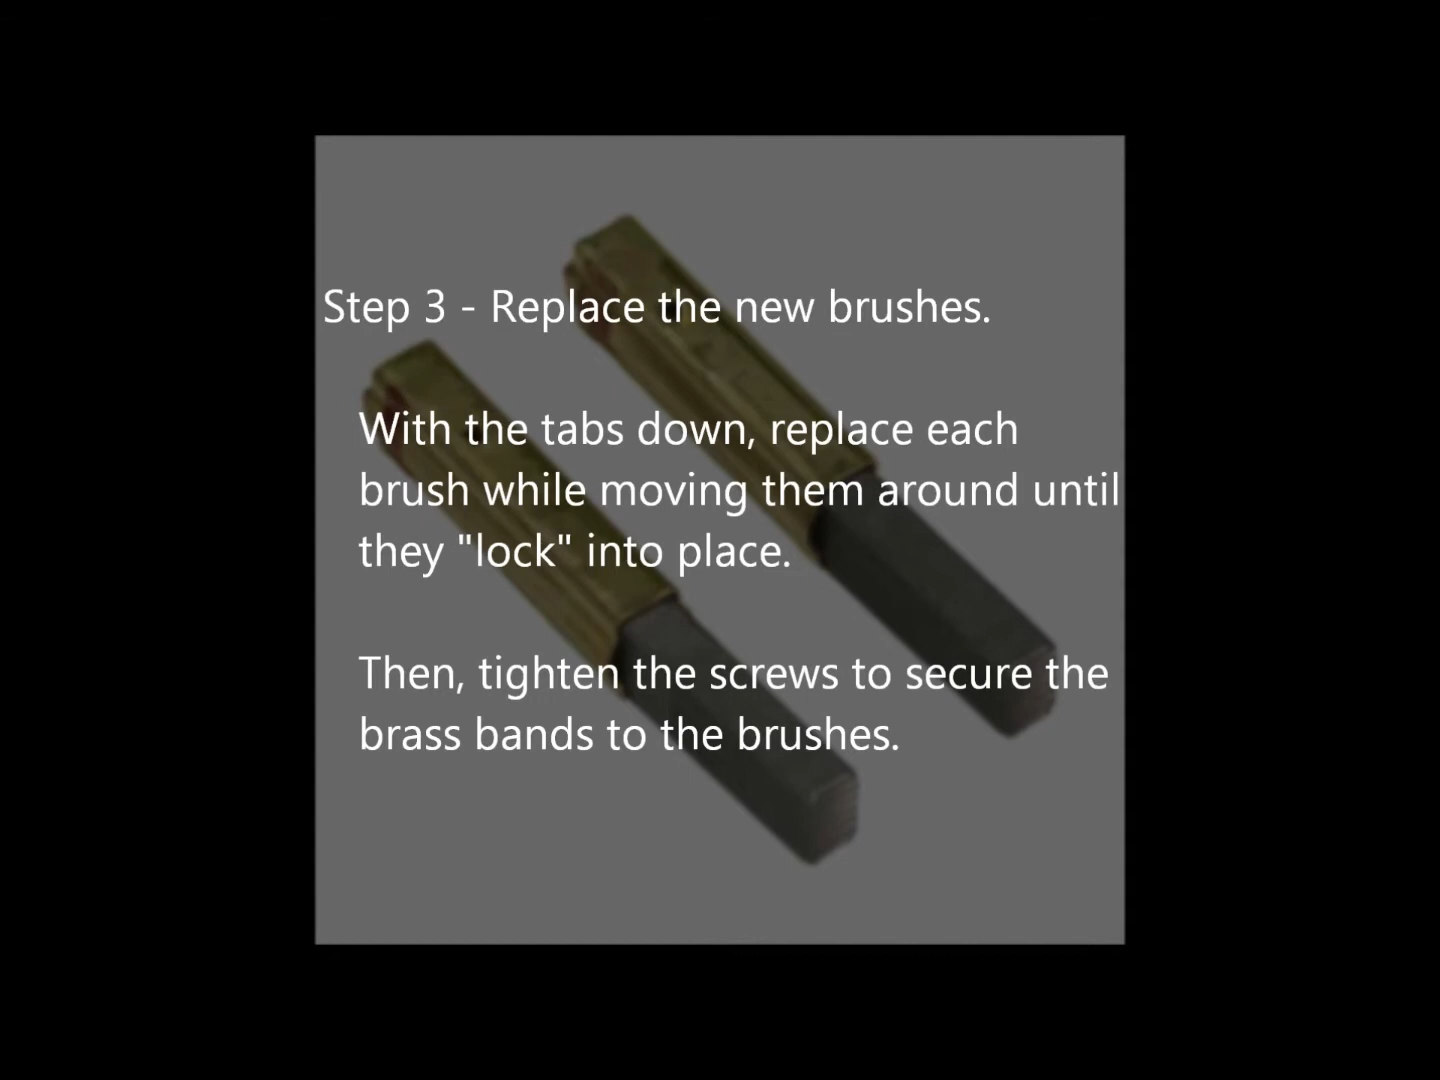 Step 3 - Replace the new brushes.
With the tabs down, replace each
brush while moving them around until
they "lock" into place.
Then, tighten the screws to secure the
brass bands to the brushes.